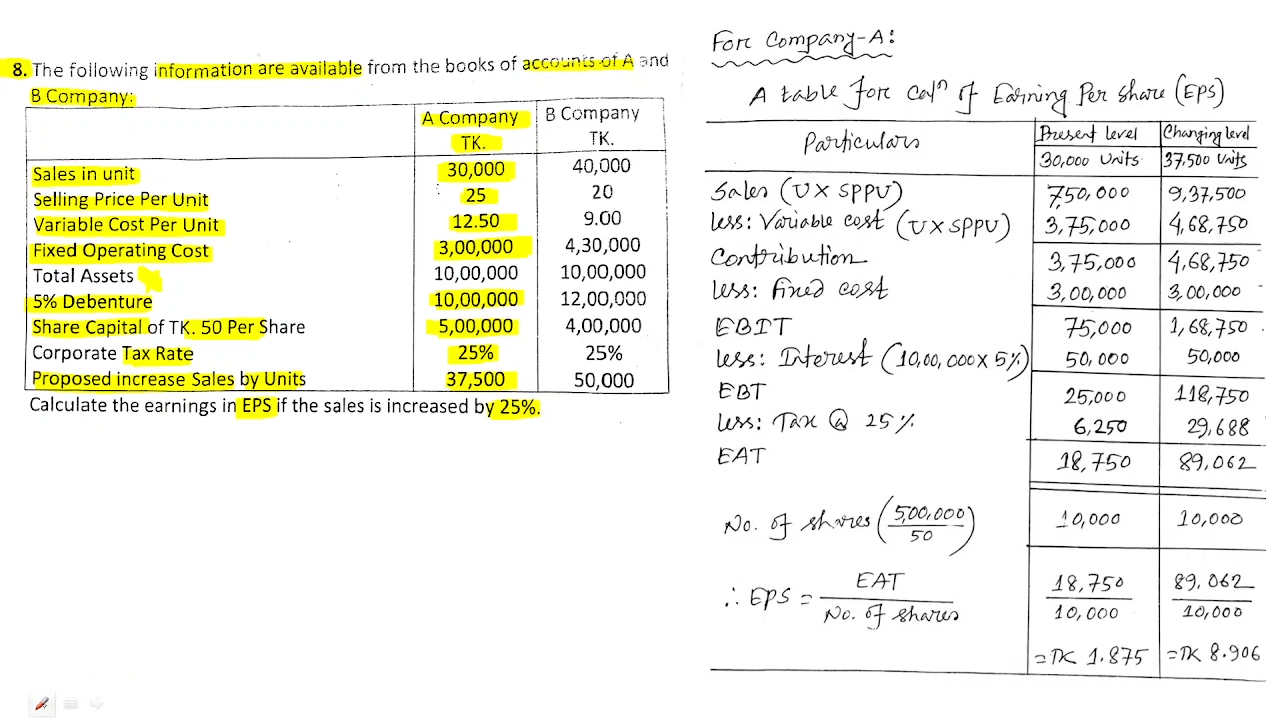 8. The following information are available from the books of accounts of A and
B Company:
A Company B Company
TK. TK.
Sales in unit 30,000 40,000
Selling Price Per Unit 25 20
Variable Cost Per Unit 12.50 9.00
Fixed Operating Cost 3,00,000 4,30,000
Total Assets 10,00,000 10,00,000
5% Debenture 10,00,000 12,00,000
Share Capital of TK. 50 Per Share 5,00,000 4,00,000
Corporate Tax Rate 25% 25%
Proposed increase Sales by Units 37,500 50,000
Calculate the earnings in EPS if the sales is increased by 25%.
For Company-A:
A table for calⁿ of Earning Per Share (EPS)
Particulars Present level Changing level
30,000 Units 37,500 Units
Sales (U × SPPU) 7,50,000 9,37,500
less: Variable cost (U × SPPU) 3,75,000 4,68,750
Contribution 3,75,000 4,68,750
less: fixed cost 3,00,000 3,00,000
EBIT 75,000 1,68,750
less: Interest (10,00,000 × 5%) 50,000 50,000
EBT 25,000 118,750
less: Tax @ 25% 6,250 29,688
EAT 18,750 89,062
No. of shares (5,00,000 / 50) 10,000 10,000
∴ EPS = EAT / No. of shares 18,750 / 10,000 89,062 / 10,000
= TK 1.875 = TK 8.906